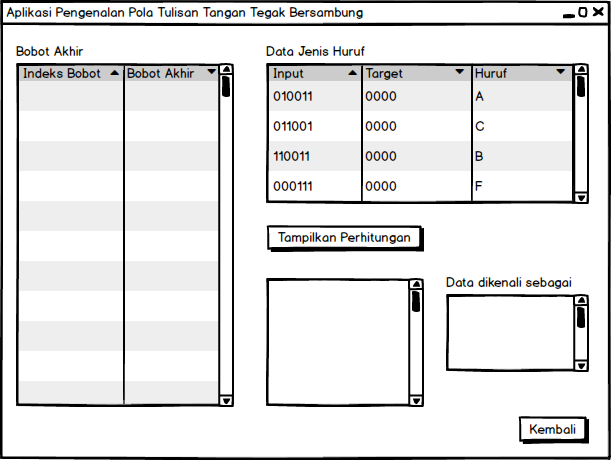 Aplikasi Pengenalan Pola Tulisan Tangan Tegak Bersambung
Bobot Akhir
Indeks Bobot Bobot Akhir
Data Jenis Huruf
Input Target Huruf
010011 0000 A
011001 0000 C
110011 0000 B
000111 0000 F
Tampilkan Perhitungan
Data dikenali sebagai
Kembali